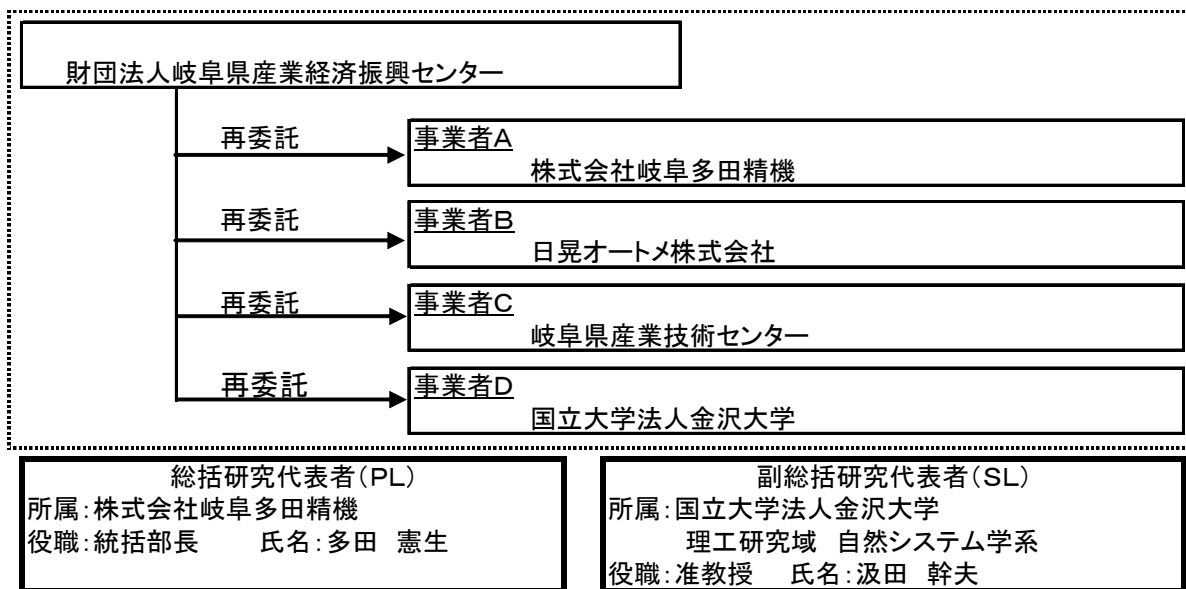 財団法人岐阜県産業経済振興センター
再委託
事業者A
株式会社岐阜多田精機
再委託
事業者B
日晃オートメ株式会社
再委託
事業者C
岐阜県産業技術センター
再委託
事業者D
国立大学法人金沢大学
総括研究代表者(PL)
所属:株式会社岐阜多田精機
役職:統括部長 氏名:多田 憲生
副総括研究代表者(SL)
所属:国立大学法人金沢大学
理工研究域 自然システム学系
役職:准教授 氏名:汲田 幹夫